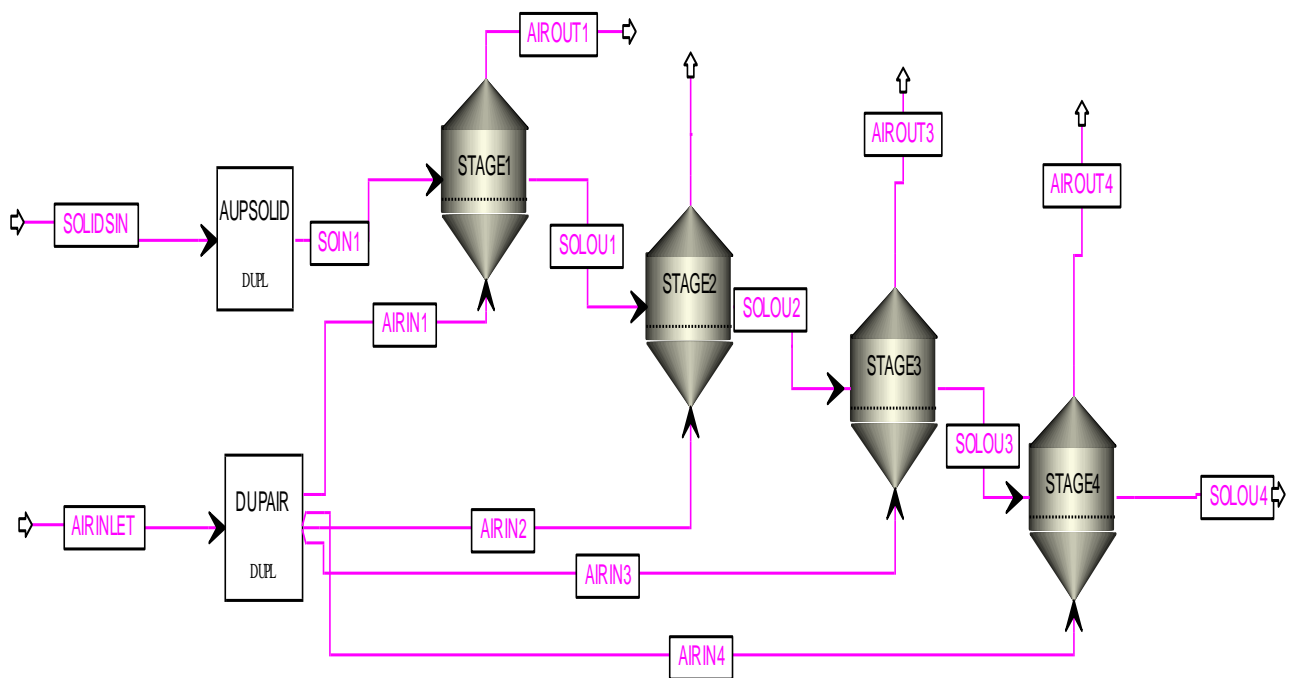 AIROUT1
AIROUT3
STAGE1
AIROUT4
AUPSOLID
SOLIDSIN
SOIN1
SOLOU1
DUPL
STAGE2
SOLOU2
AIRIN1
STAGE3
SOLOU3
STAGE4
SOLOU4
DUPAIR
AIRINLET
AIRIN2
DUPL
AIRIN3
AIRIN4